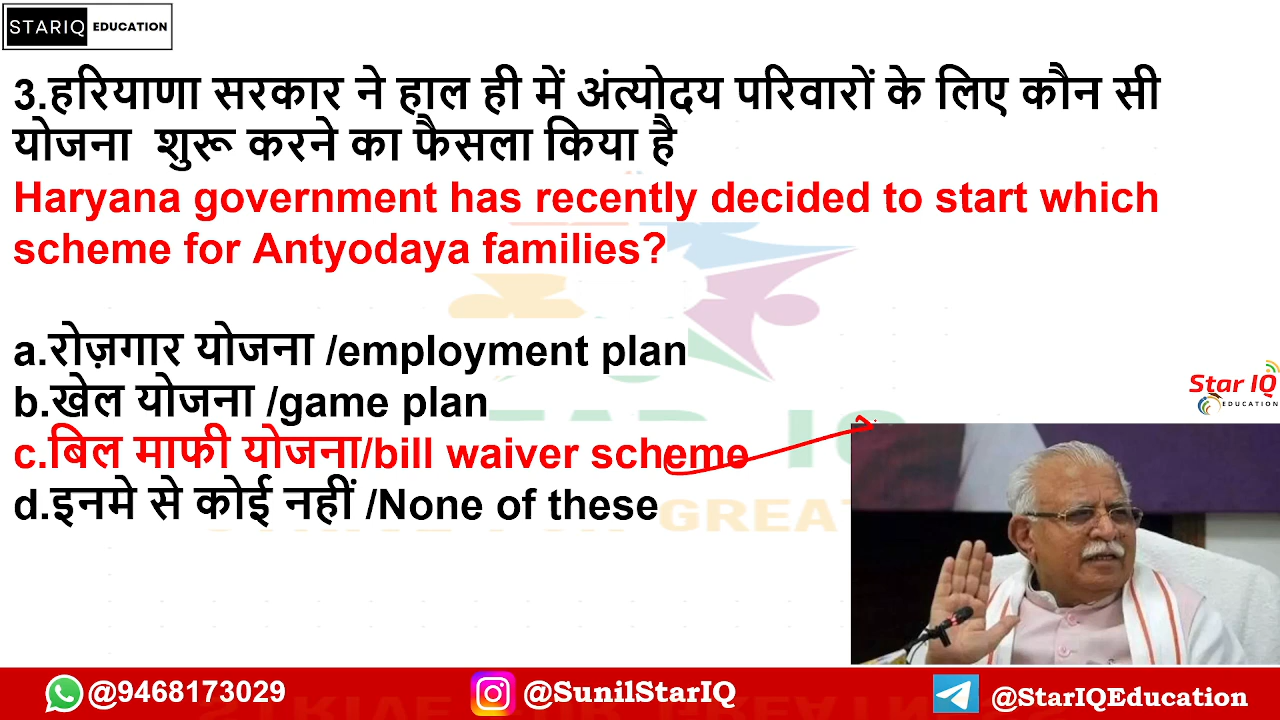 STARIQ EDUCATION
3.हरियाणा सरकार ने हाल ही में अंत्योदय परिवारों के लिए कौन सी
योजना शुरू करने का फैसला किया है
Haryana government has recently decided to start which
scheme for Antyodaya families?
a.रोज़गार योजना /employment plan
b.खेल योजना /game plan
Star IQ
EDUCATION
c.बिल माफी योजना/bill waiver scheme
d.इनमे से कोई नहीं /None of these
GREAT
@9468173029 @SunilStarIQ @StarIQEducation